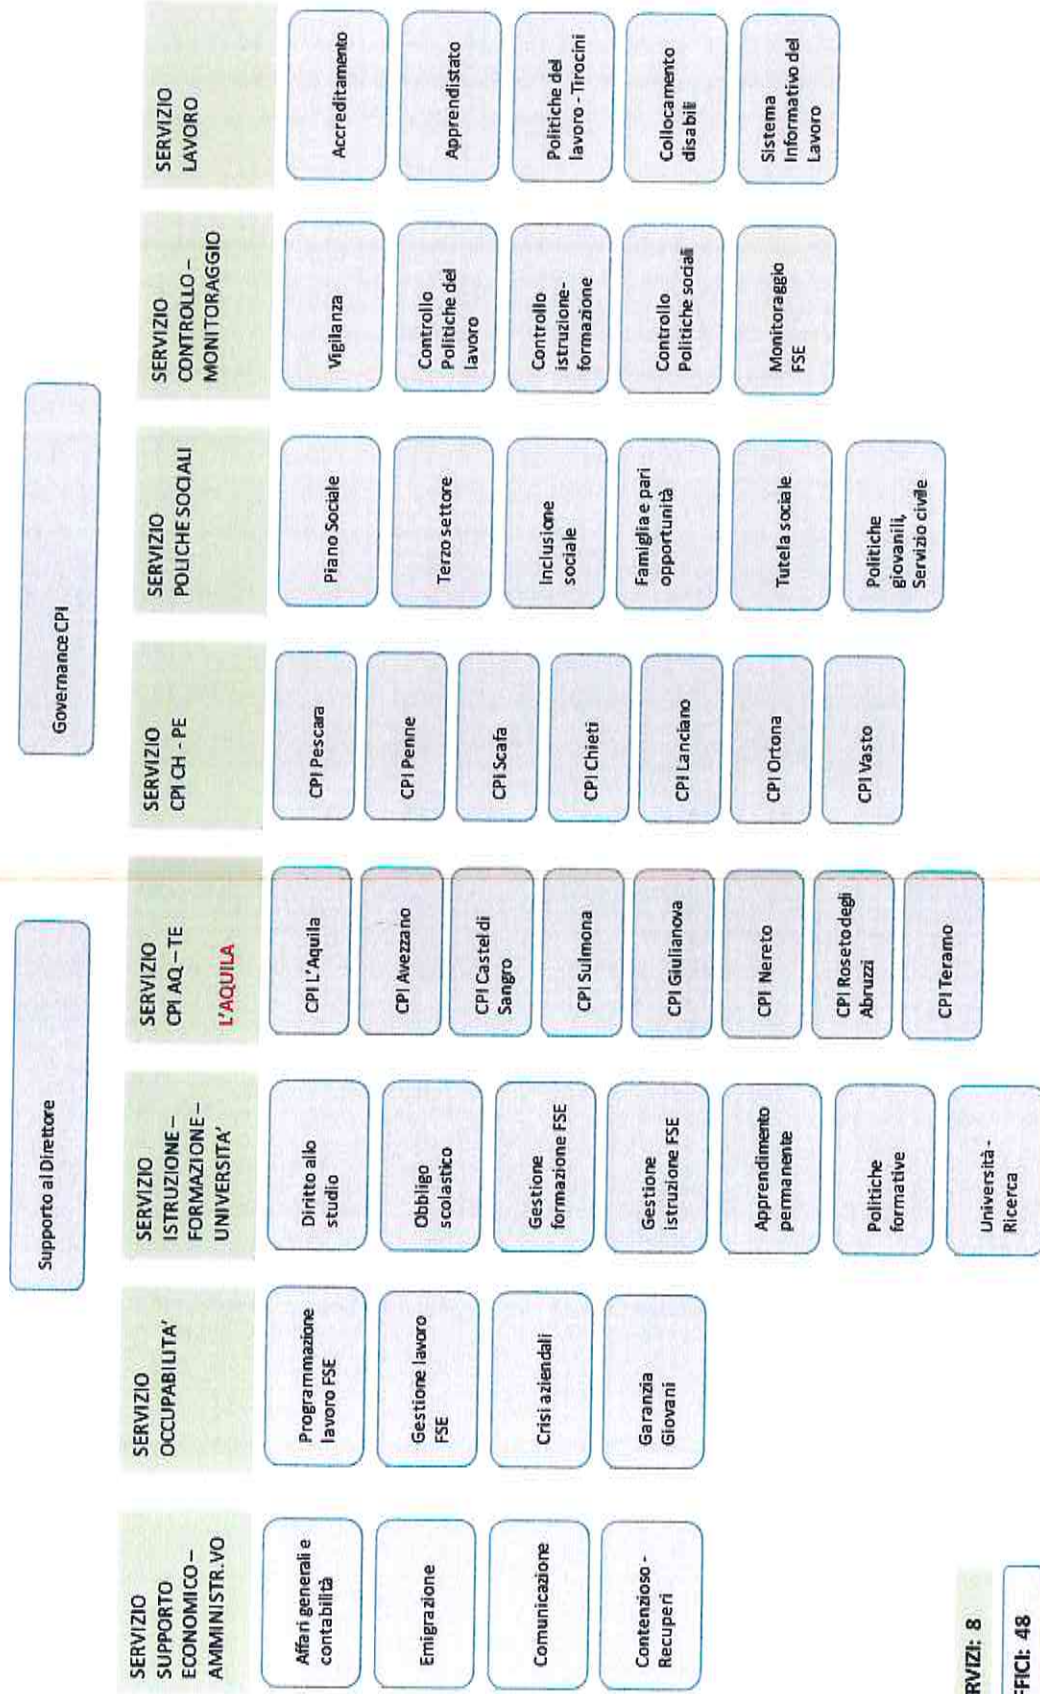 Supporto al Direttore
Governance CPI
SERVIZIO
SUPPORTO
ECONOMICO –
AMMINISTR.VO
Affari generali e
contabilità
Emigrazione
Comunicazione
Contenzioso -
Recuperi
SERVIZIO
OCCUPABILITA'
Programmazione
lavoro FSE
Gestione lavoro
FSE
Crisi aziendali
Garanzia
Giovani
SERVIZIO
ISTRUZIONE –
FORMAZIONE –
UNIVERSITA'
Diritto allo
studio
Obbligo
scolastico
Gestione
formazione FSE
Gestione
istruzione FSE
Apprendimento
permanente
Politiche
formative
Università -
Ricerca
SERVIZIO
CPI AQ – TE
L'AQUILA
CPI L'Aquila
CPI Avezzano
CPI Castel di
Sangro
CPI Sulmona
CPI Giulianova
CPI Nereto
CPI Roseto degli
Abruzzi
CPI Teramo
SERVIZIO
CPI CH - PE
CPI Pescara
CPI Penne
CPI Scafa
CPI Chieti
CPI Lanciano
CPI Ortona
CPI Vasto
SERVIZIO
POLICHE SOCIALI
Piano Sociale
Terzo settore
Inclusione
sociale
Famiglia e pari
opportunità
Tutela sociale
Politiche
giovanili,
Servizio civile
SERVIZIO
CONTROLLO –
MONITORAGGIO
Vigilanza
Controllo
Politiche del
lavoro
Controllo
istruzione-
formazione
Controllo
Politiche sociali
Monitoraggio
FSE
SERVIZIO
LAVORO
Accreditamento
Apprendistato
Politiche del
lavoro - Tirocini
Collocamento
disabili
Sistema
Informativo del
Lavoro
RVIZI: 8
FFICI: 48